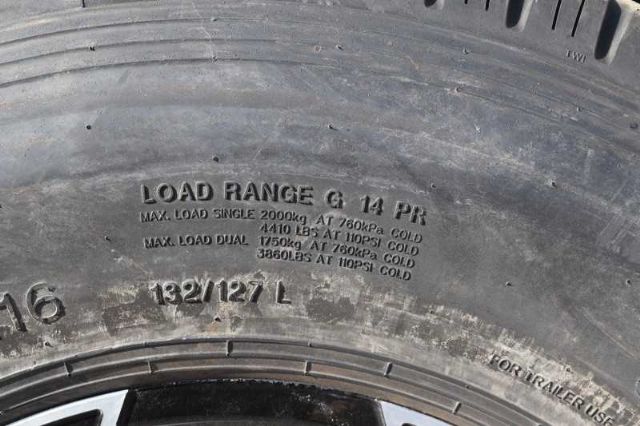 TWI
LOAD RANGE G 14 PR
MAX. LOAD SINGLE 2000kg AT 760kPa COLD
4410 LBS AT 110PSI COLD
MAX. LOAD DUAL 1750kg AT 760kPa COLD
3860LBS AT 110PSI COLD
16
132/127 L
FOR TRAILER USE